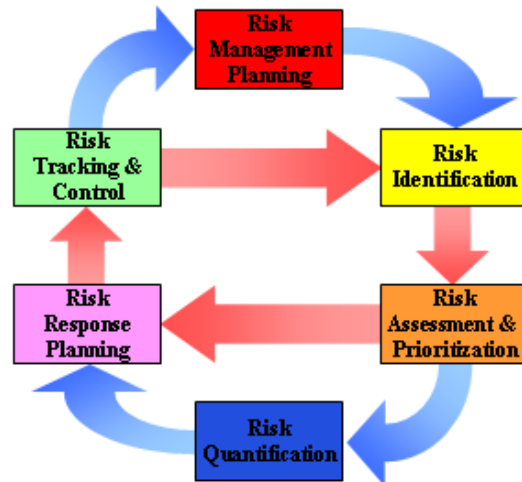 Risk
Management
Planning
Risk
Tracking &
Control
Risk
Identification
Risk
Response
Planning
Risk
Assessment &
Prioritization
Risk
Quantification